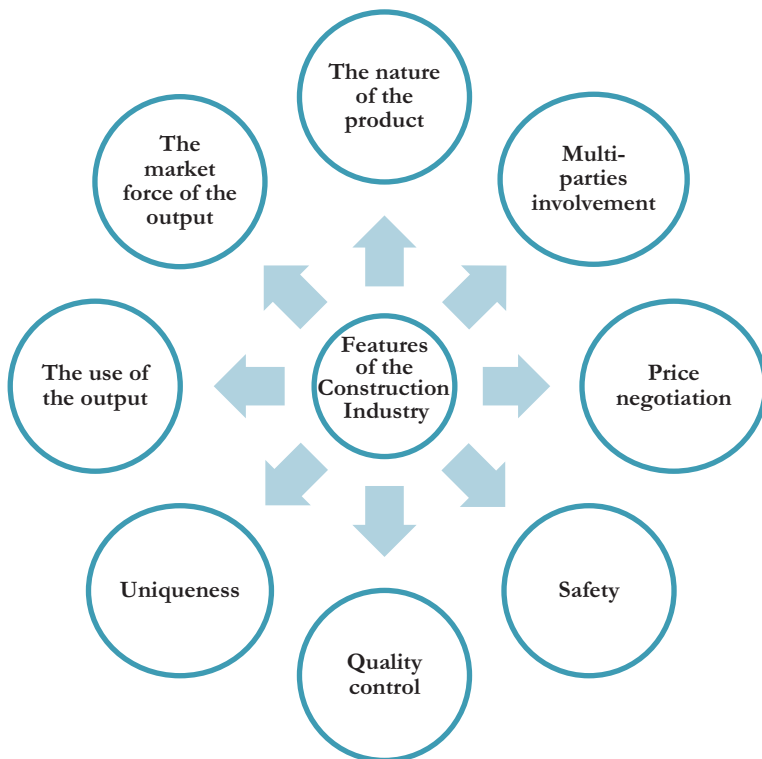 The nature
of the
product
Multi-
parties
involvement
Price
negotiation
Safety
Quality
control
Uniqueness
The use of
the output
The
market
force of the
output
Features
of the
Construction
Industry